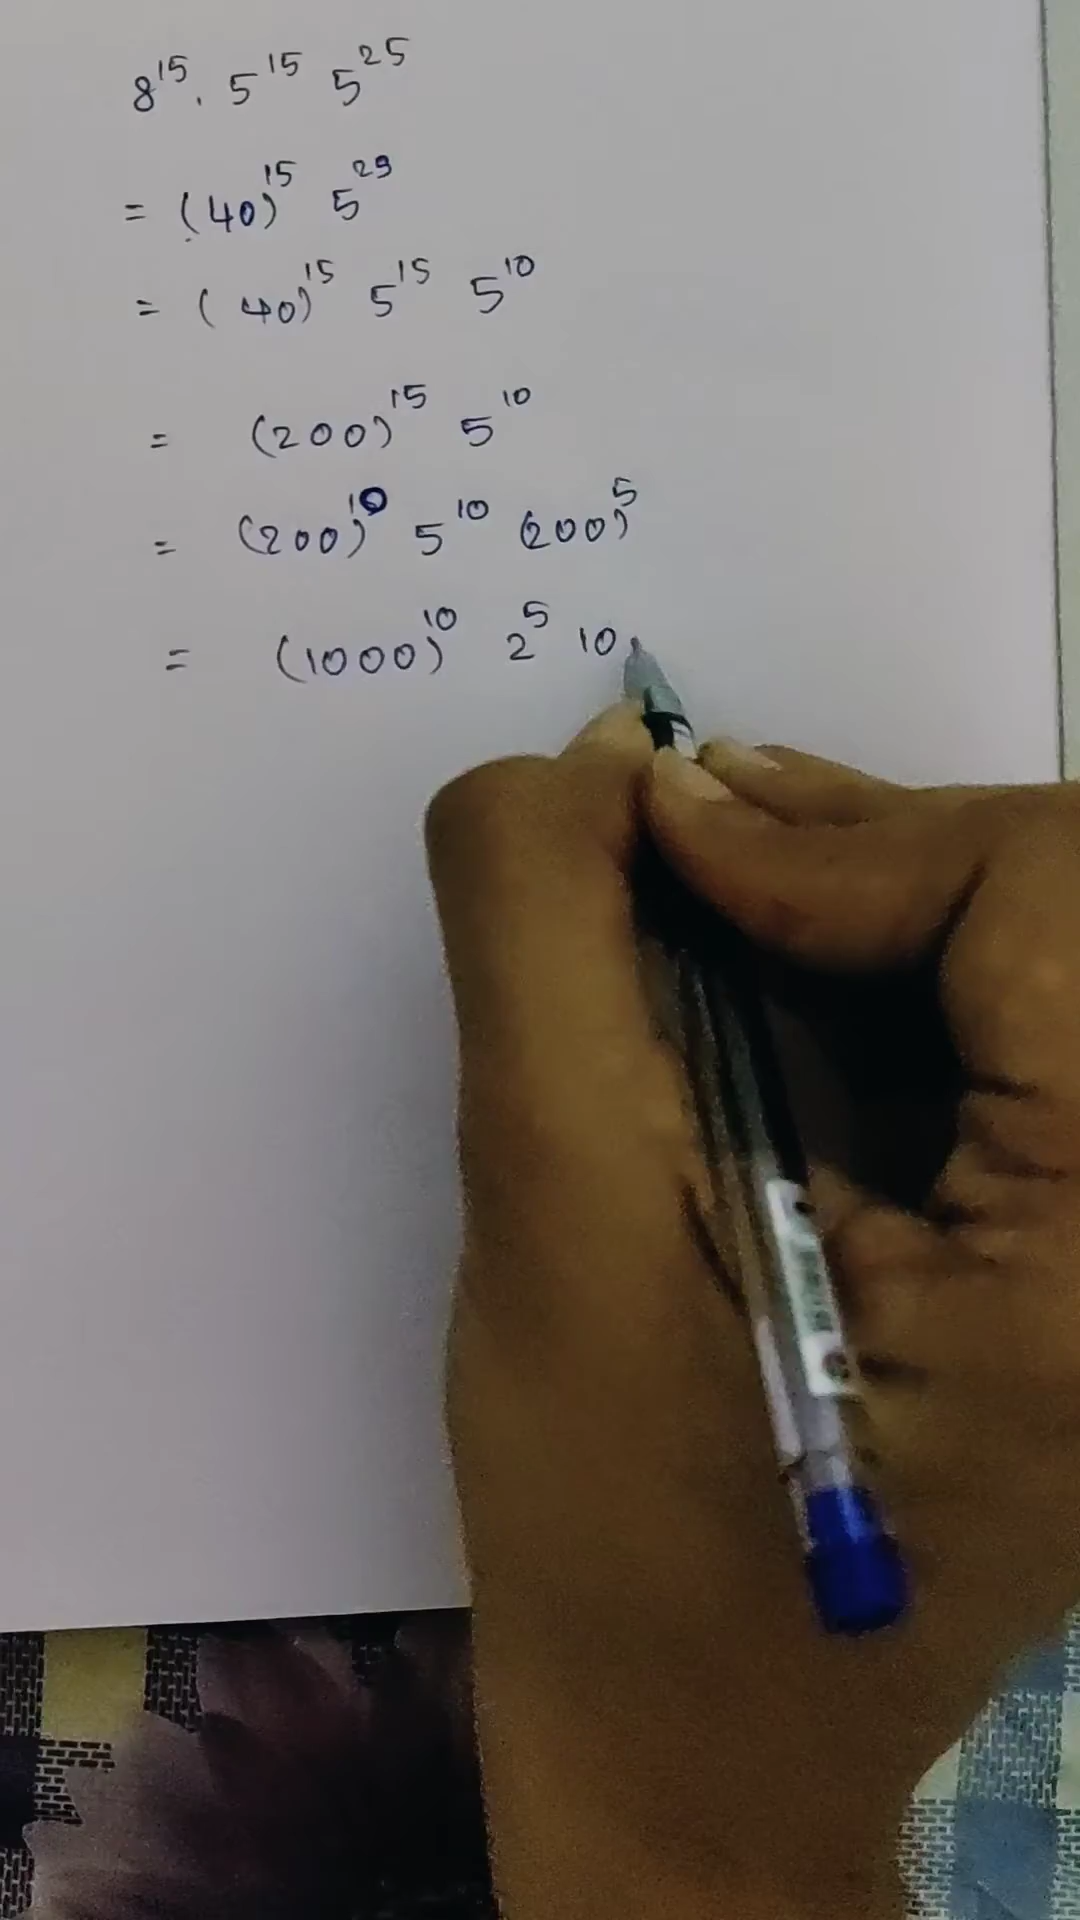 8^15 . 5^15 5^25
= (40)^15 5^29
= (40)^15 5^15 5^10
= (200)^15 5^10
= (200)^10 5^10 (200)^5
= (1000)^10 2^5 10